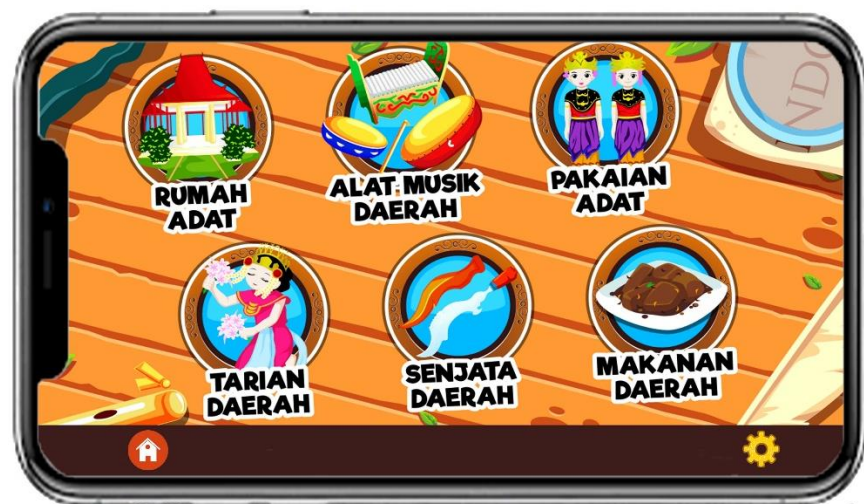 RUMAH
ADAT
ALAT MUSIK
DAERAH
PAKAIAN
ADAT
TARIAN
DAERAH
SENJATA
DAERAH
MAKANAN
DAERAH